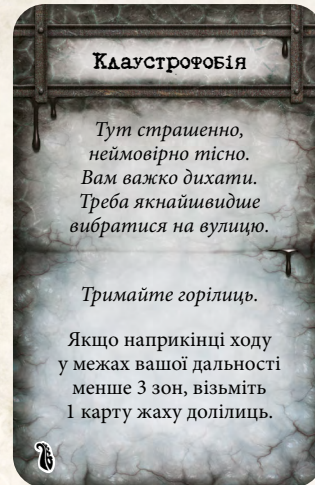 Клаустрофобія
Тут страшенно,
неймовірно тісно.
Вам важко дихати.
Треба якнайшвидше
вибратися на вулицю.
Тримайте горілиць.
Якщо наприкінці ходу
у межах вашої дальності
менше 3 зон, візьміть
1 карту жаху долілиць.